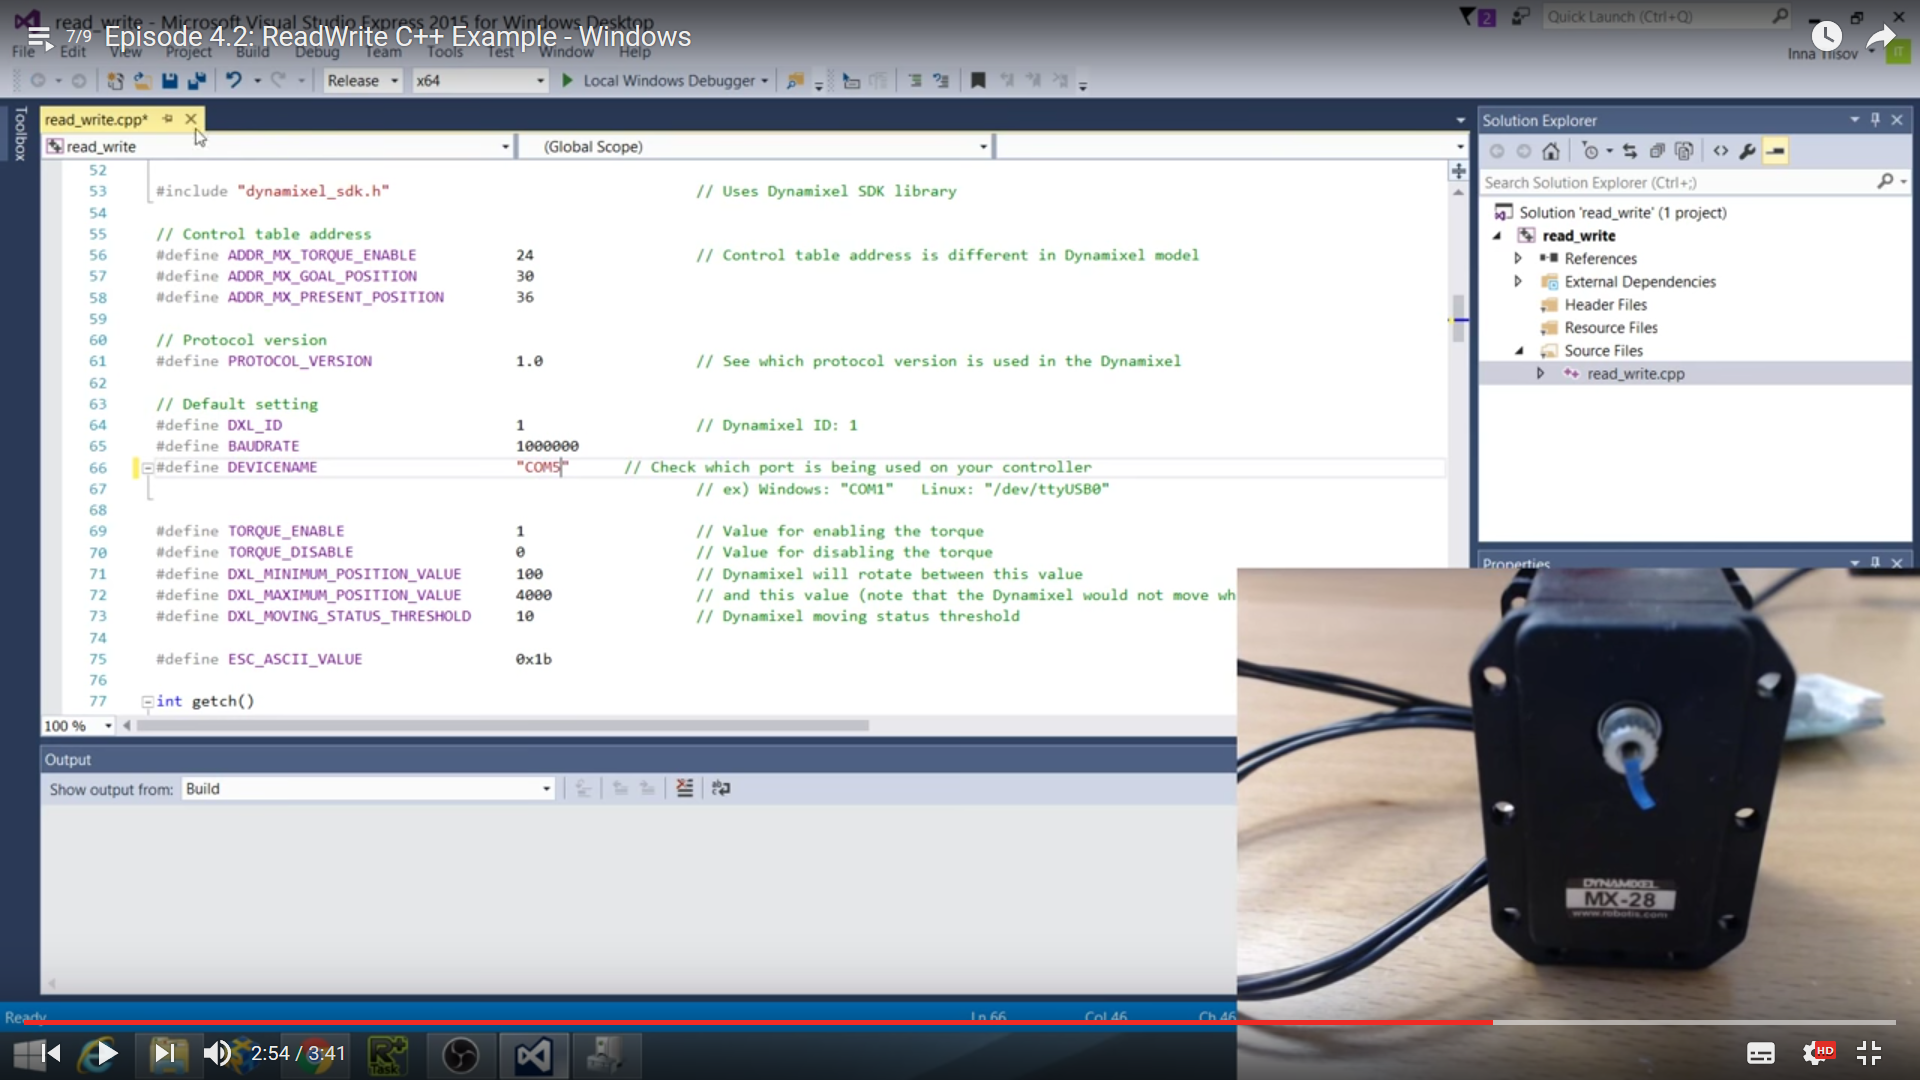 read_write - Microsoft Visual Studio Express 2015 for Windows Desktop
7/9 Episode 4.2: ReadWrite C++ Example - Windows
2
Quick Launch (Ctrl+Q)
File Edit View Project Build Debug Team Tools Test Window Help
Inna Tilsov
IT
Release x64 Local Windows Debugger
Toolbox
read_write.cpp*
read_write (Global Scope)
52
53 #include "dynamixel_sdk.h" // Uses Dynamixel SDK library
54
55 // Control table address
56 #define ADDR_MX_TORQUE_ENABLE 24 // Control table address is different in Dynamixel model
57 #define ADDR_MX_GOAL_POSITION 30
58 #define ADDR_MX_PRESENT_POSITION 36
59
60 // Protocol version
61 #define PROTOCOL_VERSION 1.0 // See which protocol version is used in the Dynamixel
62
63 // Default setting
64 #define DXL_ID 1 // Dynamixel ID: 1
65 #define BAUDRATE 1000000
66 #define DEVICENAME "COM5" // Check which port is being used on your controller
67 // ex) Windows: "COM1" Linux: "/dev/ttyUSB0"
68
69 #define TORQUE_ENABLE 1 // Value for enabling the torque
70 #define TORQUE_DISABLE 0 // Value for disabling the torque
71 #define DXL_MINIMUM_POSITION_VALUE 100 // Dynamixel will rotate between this value
72 #define DXL_MAXIMUM_POSITION_VALUE 4000 // and this value (note that the Dynamixel would not move wh
73 #define DXL_MOVING_STATUS_THRESHOLD 10 // Dynamixel moving status threshold
74
75 #define ESC_ASCII_VALUE 0x1b
76
77 int getch()
100 %
Output
Show output from: Build
Solution Explorer
Search Solution Explorer (Ctrl+;)
Solution 'read_write' (1 project)
read_write
References
External Dependencies
Header Files
Resource Files
Source Files
read_write.cpp
Properties
DYNAMIXEL
MX-28
www.robotis.com
Ready Ln 66 Col 46 Ch 46
2:54 / 3:41
R+
Task
HD